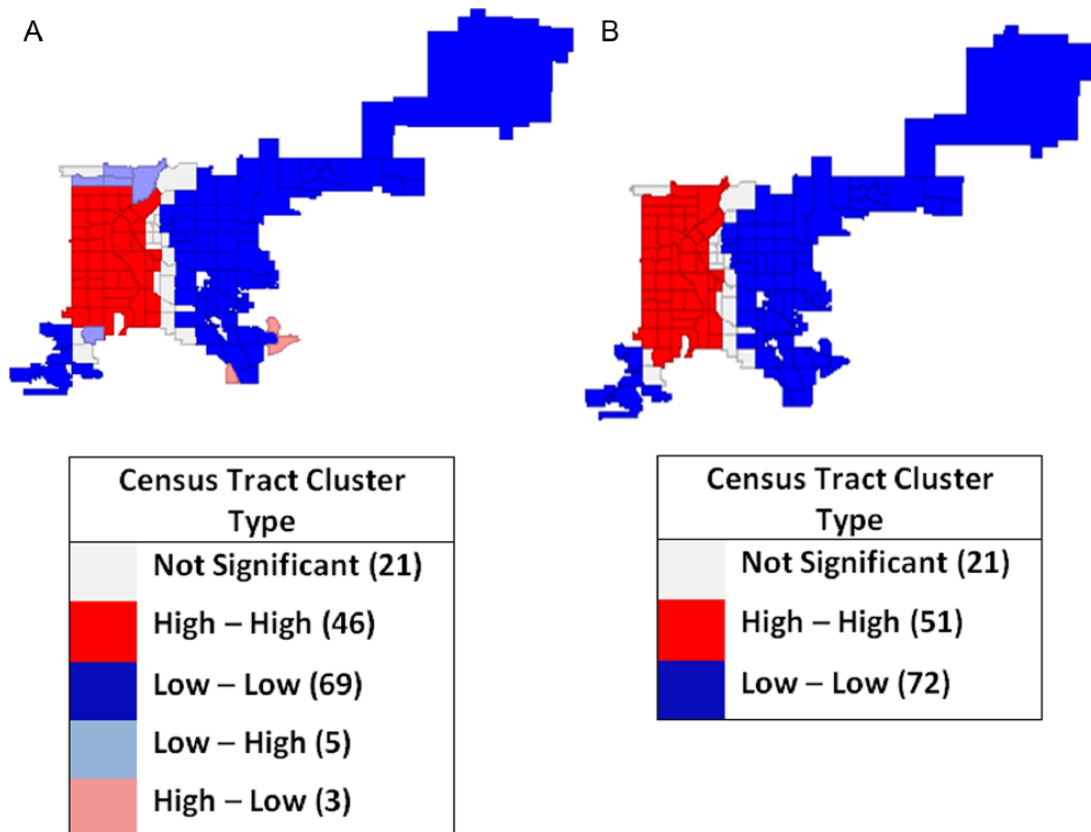 A
B
Census Tract Cluster
Type
Not Significant (21)
High – High (46)
Low – Low (69)
Low – High (5)
High – Low (3)
Census Tract Cluster
Type
Not Significant (21)
High – High (51)
Low – Low (72)